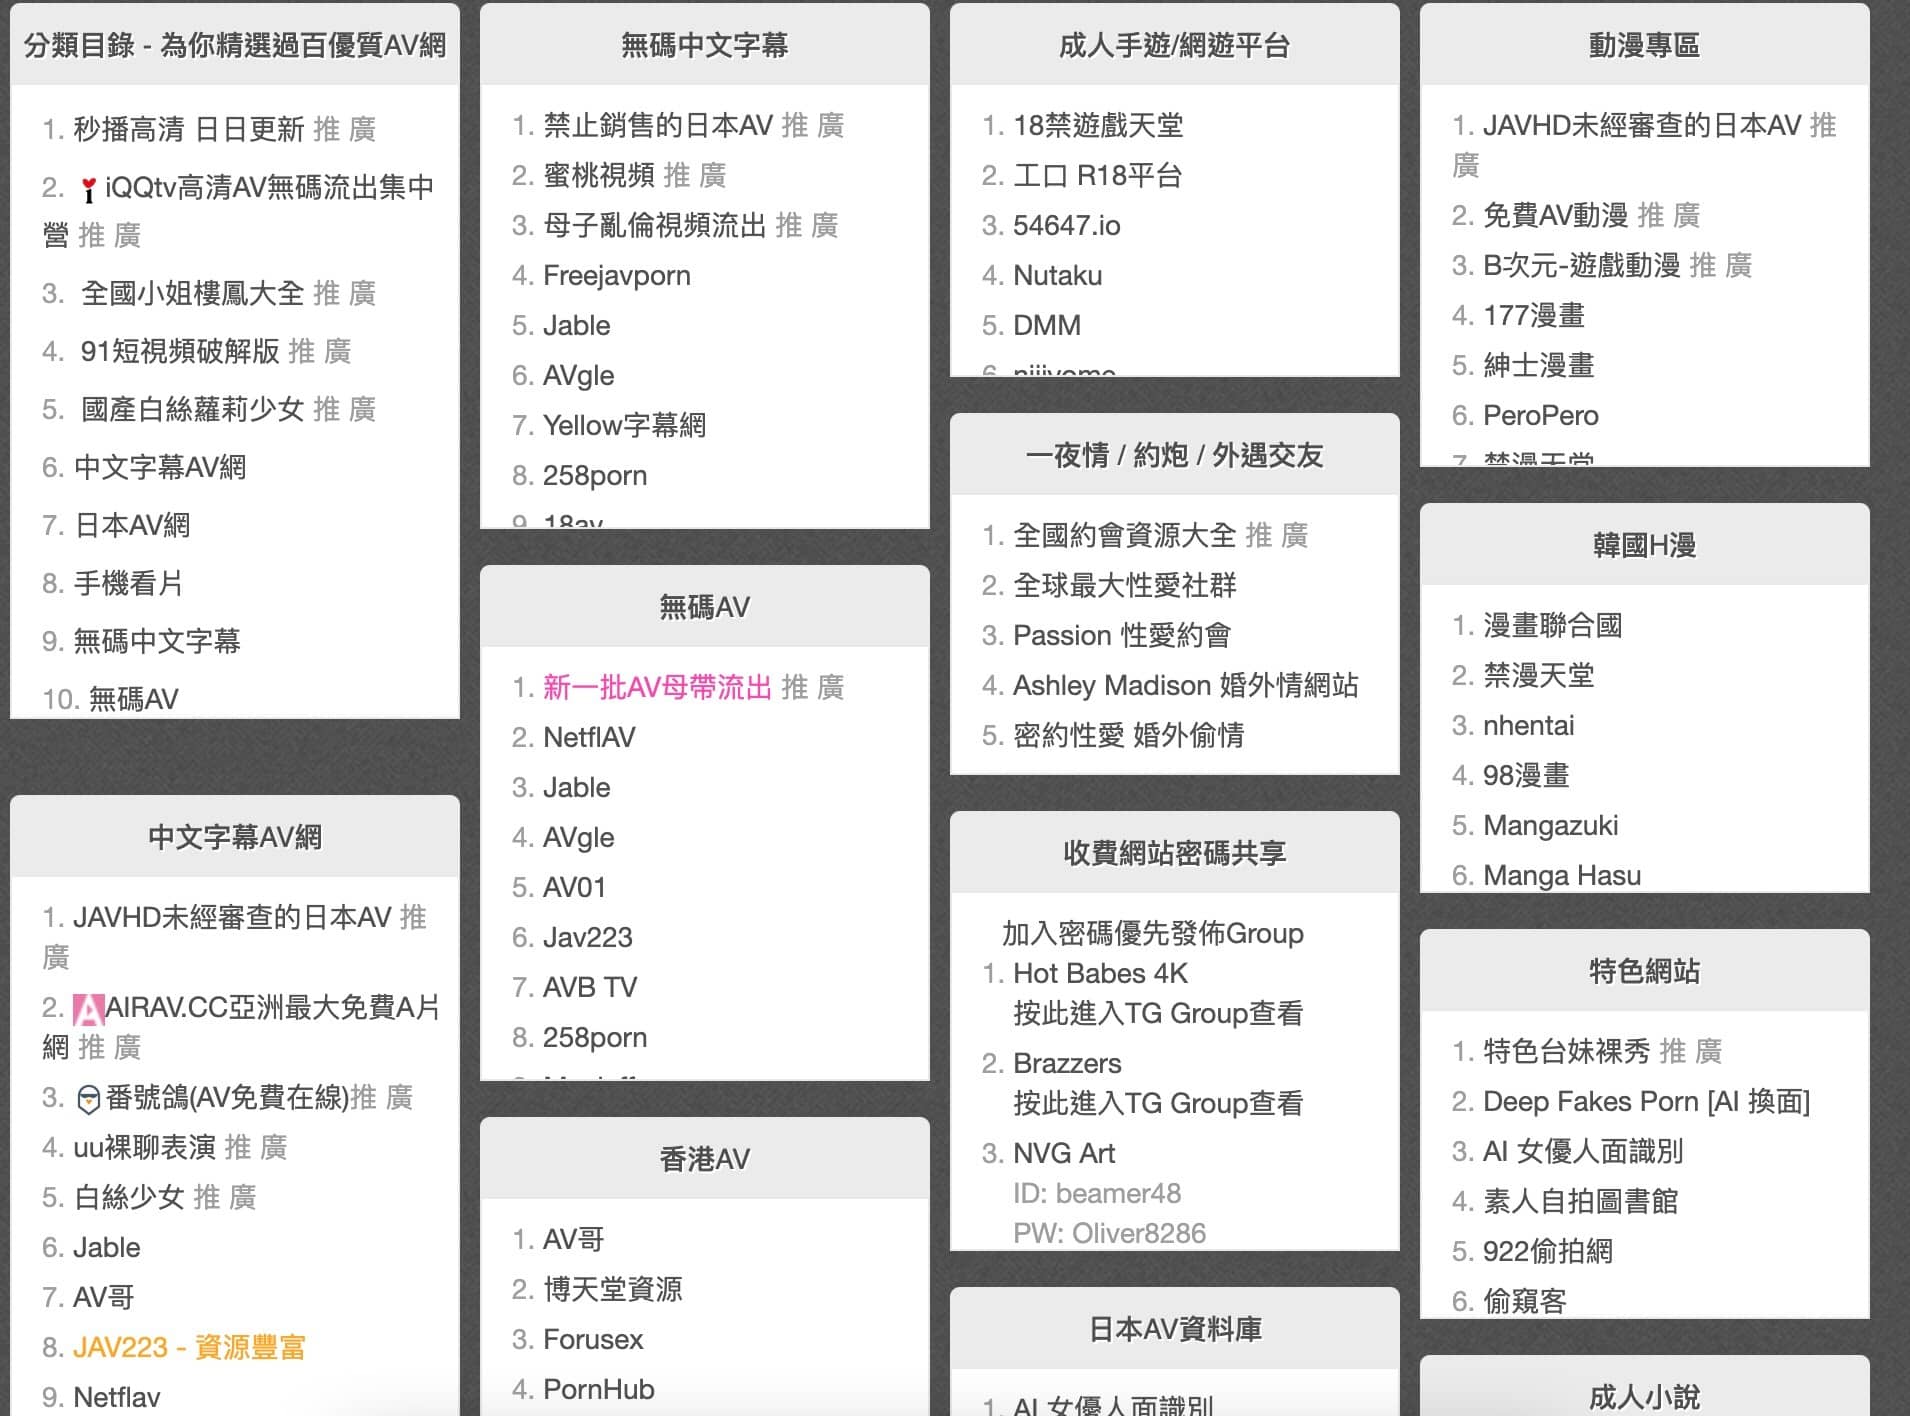 分類目錄 - 為你精選過百優質AV網
1. 秒播高清 日日更新 推 廣
2. iQQtv高清AV無碼流出集中
營 推 廣
3. 全國小姐樓鳳大全 推 廣
4. 91短視頻破解版 推 廣
5. 國產白絲蘿莉少女 推 廣
6. 中文字幕AV網
7. 日本AV網
8. 手機看片
9. 無碼中文字幕
10. 無碼AV
中文字幕AV網
1. JAVHD未經審查的日本AV 推
廣
2. AIRAV.CC亞洲最大免費A片
網 推 廣
3. 番號鴿(AV免費在線)推 廣
4. uu裸聊表演 推 廣
5. 白絲少女 推 廣
6. Jable
7. AV哥
8. JAV223 - 資源豐富
9. Netflav
無碼中文字幕
1. 禁止銷售的日本AV 推 廣
2. 蜜桃視頻 推 廣
3. 母子亂倫視頻流出 推 廣
4. Freejavporn
5. Jable
6. AVgle
7. Yellow字幕網
8. 258porn
9. 18av
無碼AV
1. 新一批AV母帶流出 推 廣
2. NetflAV
3. Jable
4. AVgle
5. AV01
6. Jav223
7. AVB TV
8. 258porn
香港AV
1. AV哥
2. 博天堂資源
3. Forusex
4. PornHub
成人手遊/網遊平台
1. 18禁遊戲天堂
2. 工口 R18平台
3. 54647.io
4. Nutaku
5. DMM
一夜情 / 約炮 / 外遇交友
1. 全國約會資源大全 推 廣
2. 全球最大性愛社群
3. Passion 性愛約會
4. Ashley Madison 婚外情網站
5. 密約性愛 婚外偷情
收費網站密碼共享
加入密碼優先發佈Group
1. Hot Babes 4K
按此進入TG Group查看
2. Brazzers
按此進入TG Group查看
3. NVG Art
ID: beamer48
PW: Oliver8286
日本AV資料庫
1. AI 女優人面識別
動漫專區
1. JAVHD未經審查的日本AV 推
廣
2. 免費AV動漫 推 廣
3. B次元-遊戲動漫 推 廣
4. 177漫畫
5. 紳士漫畫
6. PeroPero
7. 禁漫天堂
韓國H漫
1. 漫畫聯合國
2. 禁漫天堂
3. nhentai
4. 98漫畫
5. Mangazuki
6. Manga Hasu
特色網站
1. 特色台妹裸秀 推 廣
2. Deep Fakes Porn [AI 換面]
3. AI 女優人面識別
4. 素人自拍圖書館
5. 922偷拍網
6. 偷窺客
成人小說